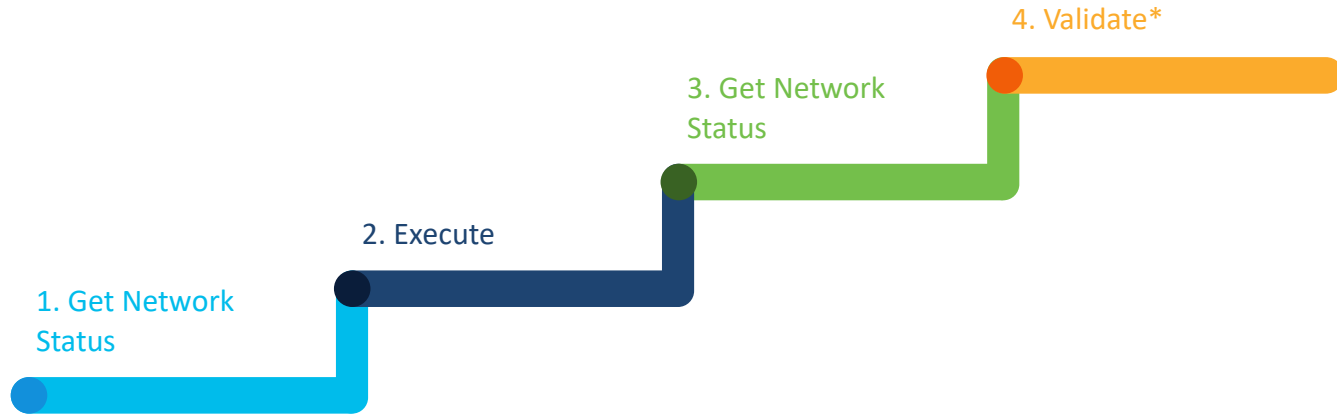 1. Get Network
Status
2. Execute
3. Get Network
Status
4. Validate*